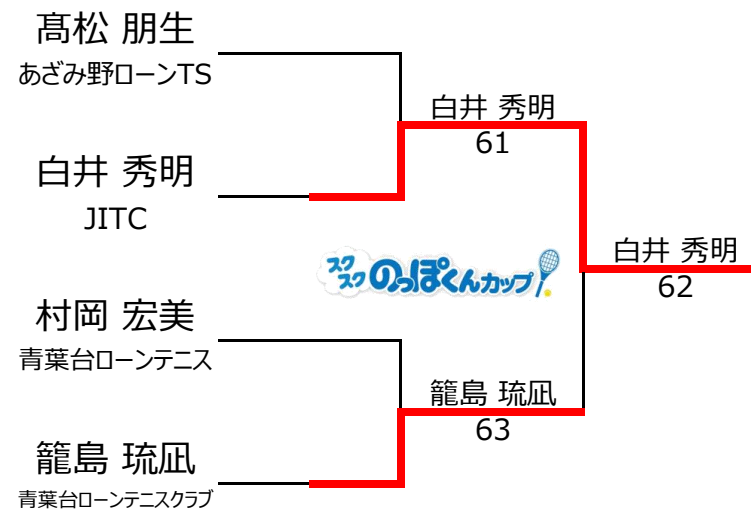 髙松 朋生
あざみ野ローンTS
白井 秀明
61
白井 秀明
JITC
スクスクのっぽくんカップ
白井 秀明
62
村岡 宏美
青葉台ローンテニス
籠島 琉凪
63
籠島 琉凪
青葉台ローンテニスクラブ